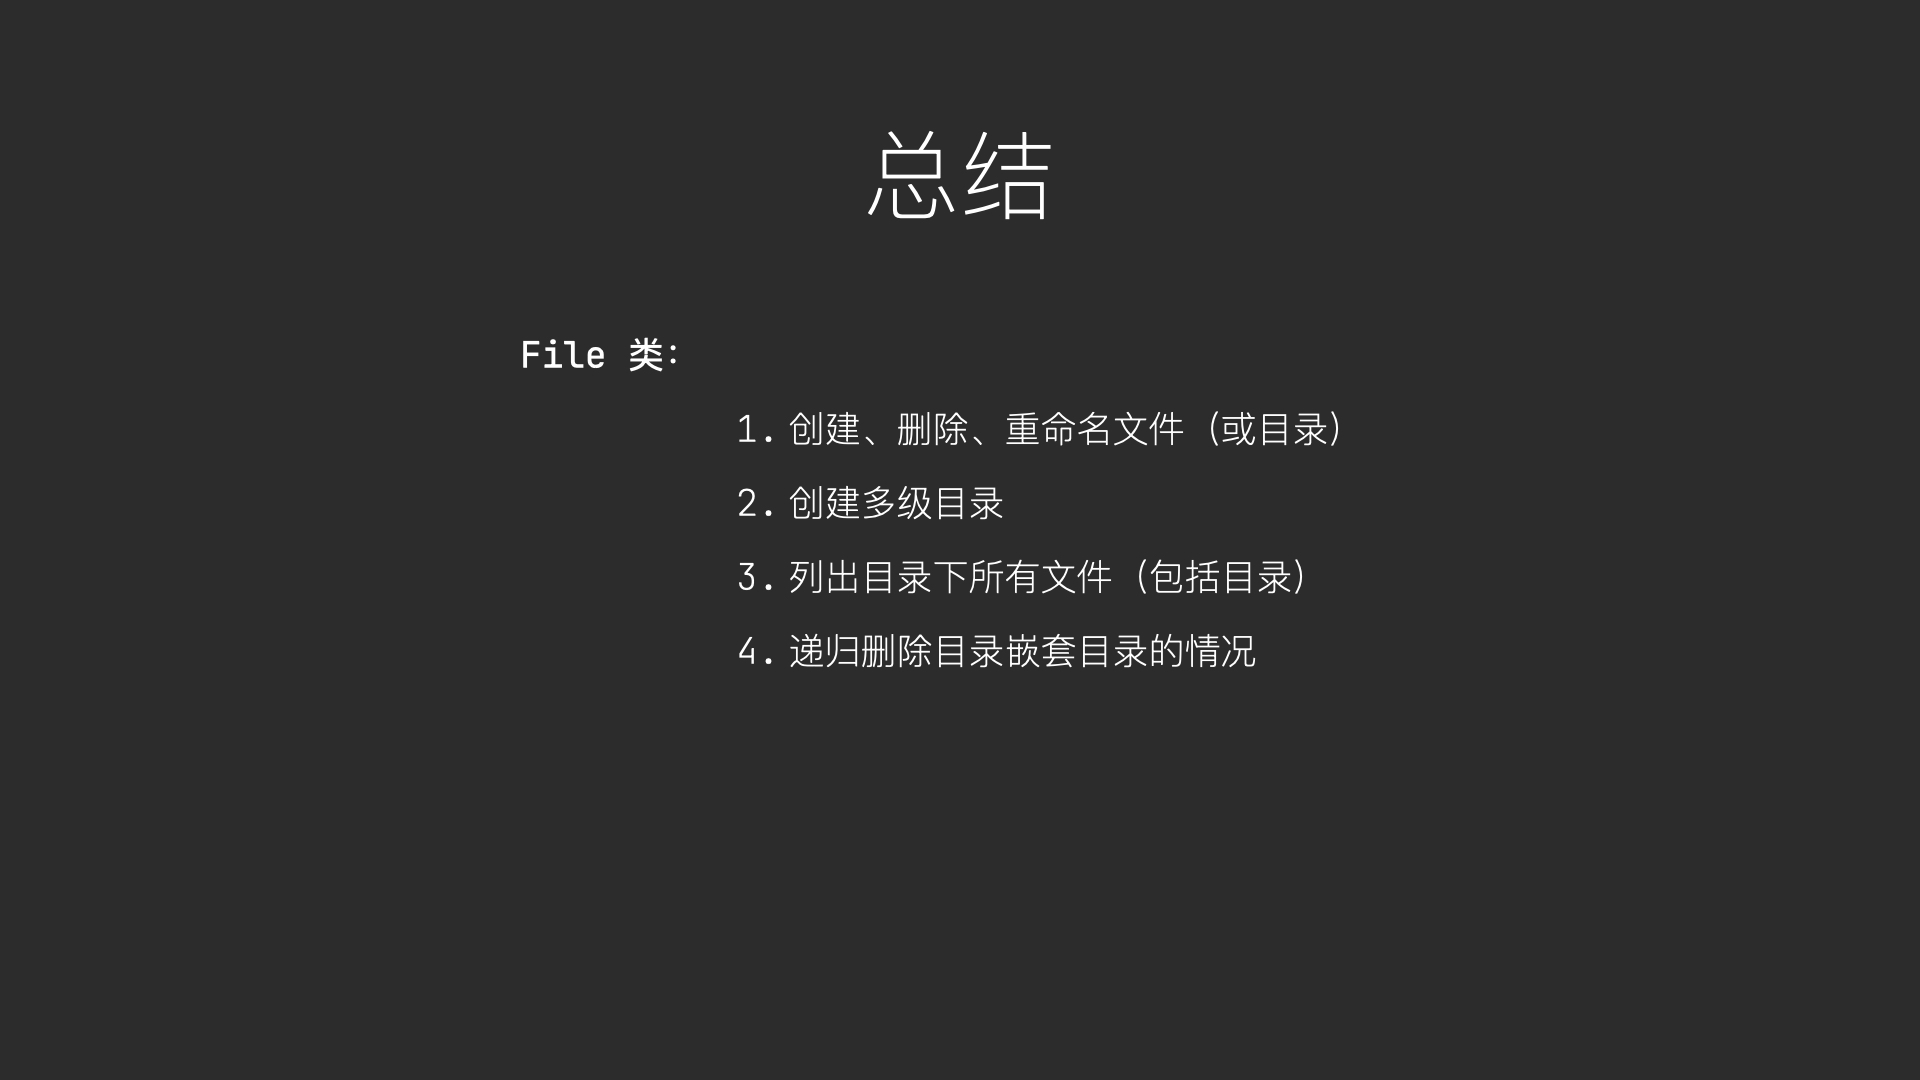 总结
File 类：
1. 创建、删除、重命名文件（或目录）
2. 创建多级目录
3. 列出目录下所有文件（包括目录）
4. 递归删除目录嵌套目录的情况